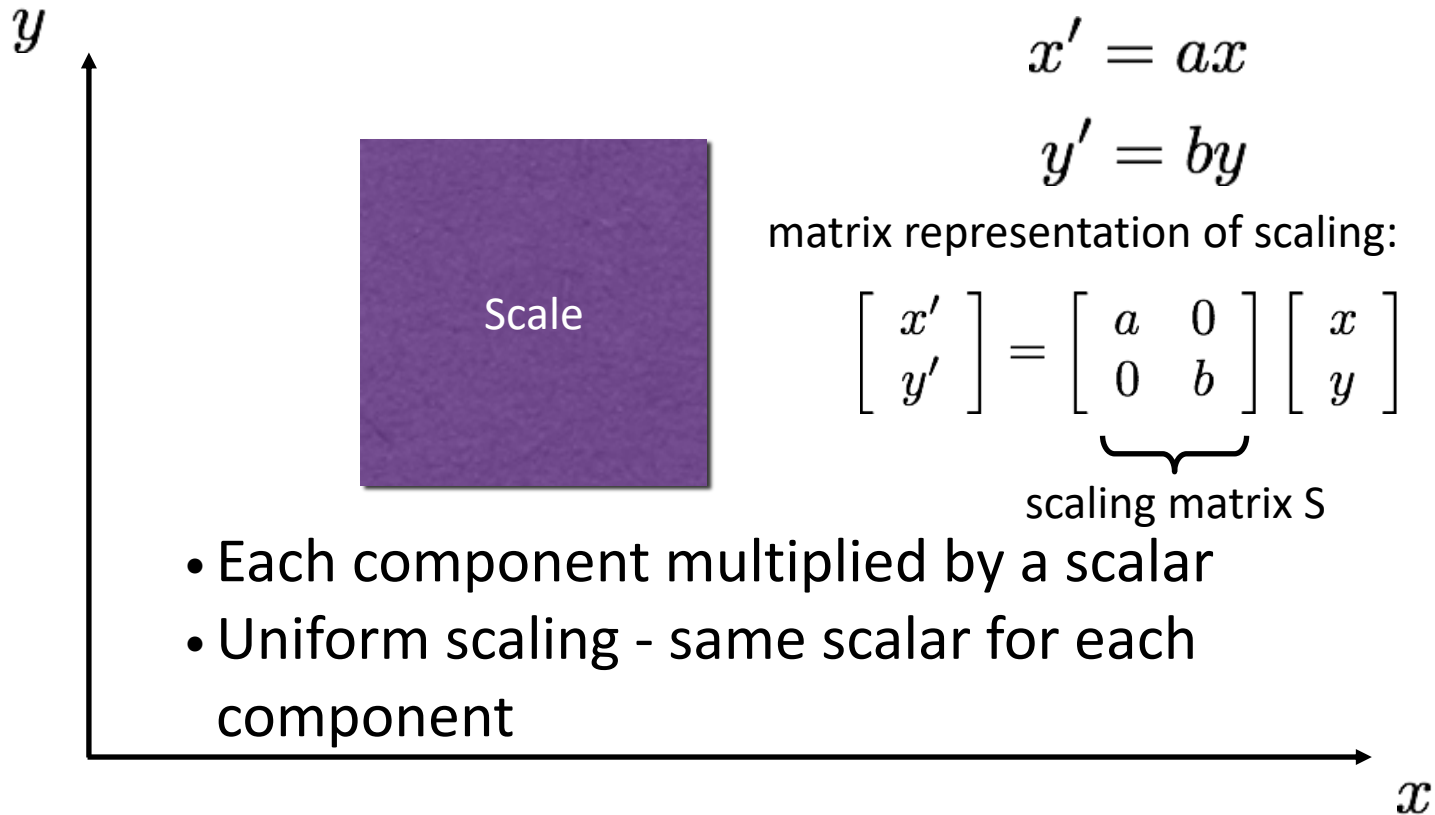 y
x′ = ax
y′ = by
matrix representation of scaling:
Scale
[ x′ ] = [ a 0 ] [ x ]
[ y′ ] [ 0 b ] [ y ]
scaling matrix S
• Each component multiplied by a scalar
• Uniform scaling - same scalar for each
component
x